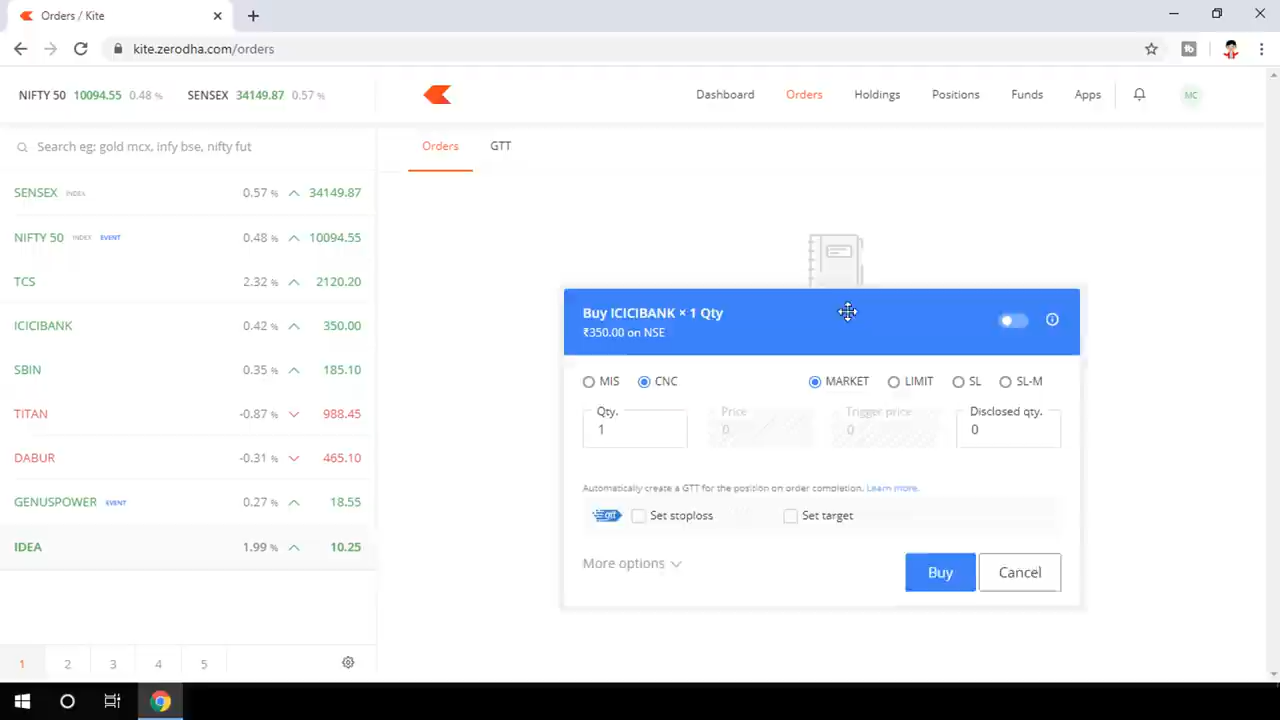 Orders / Kite
kite.zerodha.com/orders
NIFTY 50 10094.55 0.48 % SENSEX 34149.87 0.57 %
Dashboard Orders Holdings Positions Funds Apps MC
Search eg: gold mcx, infy bse, nifty fut
Orders GTT
SENSEX INDEX 0.57 % 34149.87
NIFTY 50 INDEX EVENT 0.48 % 10094.55
TCS 2.32 % 2120.20
ICICIBANK 0.42 % 350.00
SBIN 0.35 % 185.10
TITAN -0.87 % 988.45
DABUR -0.31 % 465.10
GENUSPOWER EVENT 0.27 % 18.55
IDEA 1.99 % 10.25
1 2 3 4 5
Buy ICICIBANK × 1 Qty
₹350.00 on NSE
MIS CNC MARKET LIMIT SL SL-M
Qty. Price Trigger price Disclosed qty.
1 0 0 0
Automatically create a GTT for the position on order completion. Learn more.
gtt Set stoploss Set target
More options Buy Cancel